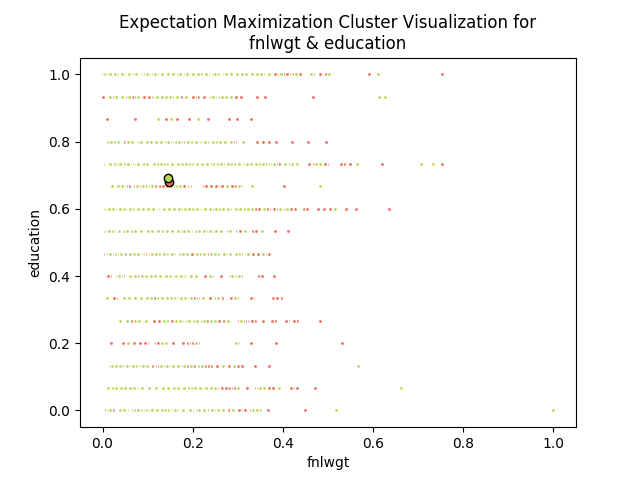 Expectation Maximization Cluster Visualization for
fnlwgt & education
1.0
0.8
0.6
0.4
0.2
0.0
education
0.0 0.2 0.4 0.6 0.8 1.0
fnlwgt